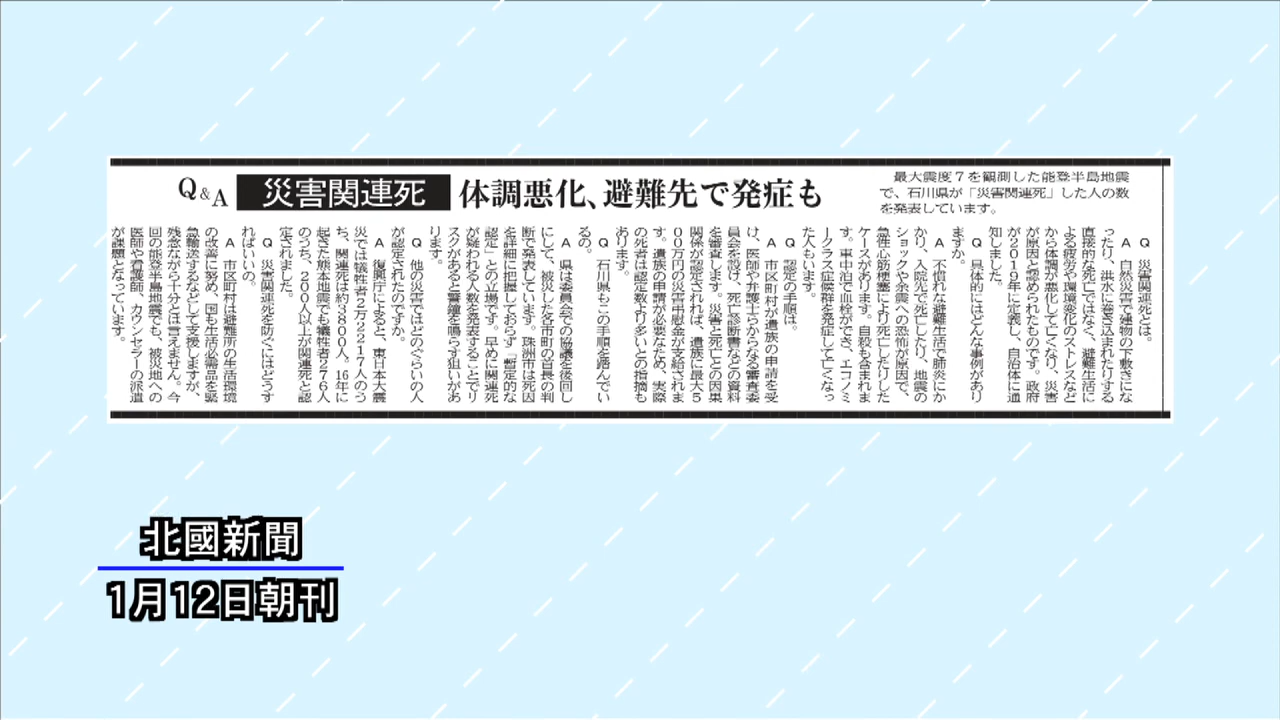 Q&A 災害関連死 体調悪化、避難先で発症も
最大震度7を観測した能登半島地震
で、石川県が「災害関連死」した人の数
を発表しています。
Q 災害関連死とは。
A 自然災害で建物の下敷きにな
ったり、洪水に巻き込まれたりする
直接的な死亡ではなく、避難生活に
よる疲労や環境変化のストレスなど
から体調が悪化して亡くなり、災害
が原因と認められたものです。政府
が2019年に定義し、自治体に通
知しました。
Q 具体的にはどんな事例があり
ますか。
A 不慣れな避難生活で肺炎にか
かり、入院先で死亡したり、地震の
ショックや余震への恐怖が原因で、
急性心筋梗塞により死亡したりした
ケースがあります。自殺も含まれま
す。車中泊で血栓ができ、エコノミ
ークラス症候群を発症して亡くなっ
た人もいます。
Q 認定の手順は。
A 市区町村が遺族の申請を受
け、医師や弁護士らからなる審査委
員会を設け、死亡診断書などの資料
を審査します。災害と死亡との因果
関係が認定されれば、遺族に最大5
00万円の災害弔慰金が支給されま
す。遺族の申請が必要なため、実際
の死者は認定数より多いとの指摘も
あります。
Q 石川県もこの手順を踏んでい
るの。
A 県は委員会での協議を後回し
にして、被災した各市町の首長の判
断で発表しています。珠洲市は死因
を詳細に把握しておらず「暫定的な
認定」との立場です。早めに関連死
が疑われる人数を発表することでリ
スクがあると警鐘を鳴らす狙いがあ
ります。
Q 他の災害ではどのぐらいの人
が認定されたのですか。
A 復興庁によると、東日本大震
災では犠牲者2万2217人のう
ち、関連死は約3800人。16年に
起きた熊本地震でも犠牲者276人
のうち、200人以上が関連死と認
定されました。
Q 災害関連死を防ぐにはどうす
ればいいの。
A 市区町村は避難所の生活環境
の改善に努め、国も生活必需品を緊
急輸送するなどして支援しますが、
残念ながら十分とは言えません。今
回の能登半島地震でも、被災地への
医師や看護師、カウンセラーの派遣
が課題となっています。
北國新聞
1月12日朝刊